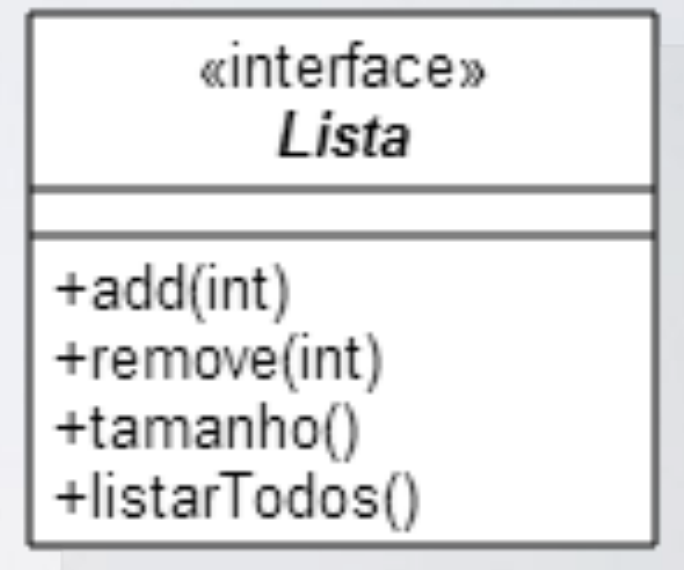 «interface»
Lista
+add(int)
+remove(int)
+tamanho()
+listarTodos()